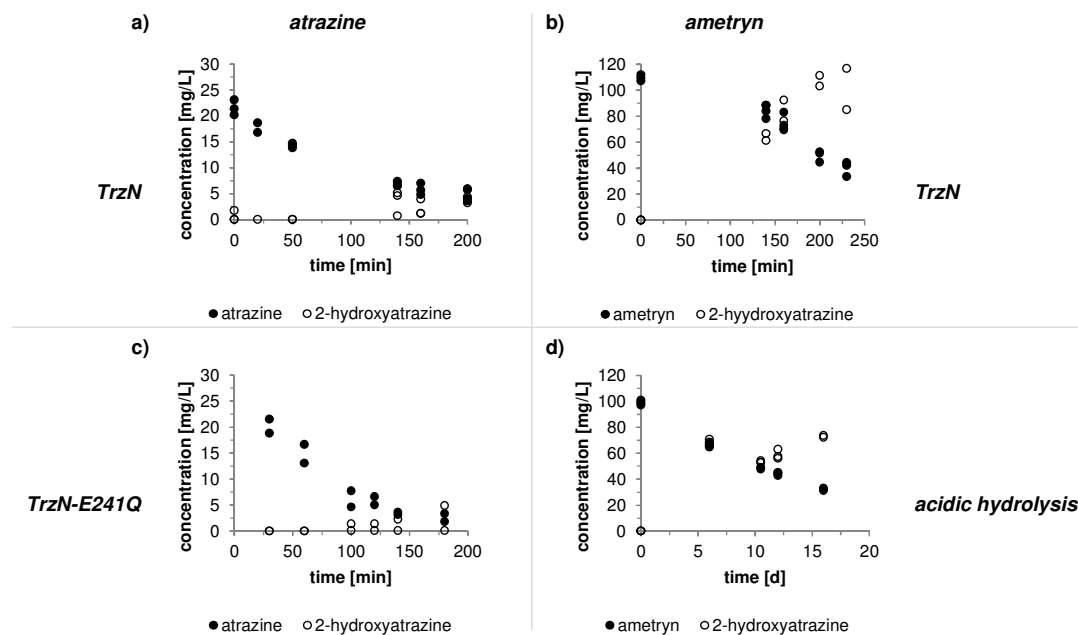 a) atrazine
b) ametryn
concentration [mg/L]
30
25
20
15
10
5
0
0 50 100 150 200
time [min]
TrzN
● atrazine ○ 2-hydroxyatrazine
concentration [mg/L]
120
100
80
60
40
20
0
0 50 100 150 200 250
time [min]
TrzN
● ametryn ○ 2-hyydroxyatrazine
c)
concentration [mg/L]
30
25
20
15
10
5
0
0 50 100 150 200
time [min]
TrzN-E241Q
● atrazine ○ 2-hydroxyatrazine
d)
concentration [mg/L]
120
100
80
60
40
20
0
0 5 10 15 20
time [d]
acidic hydrolysis
● ametryn ○ 2-hydroxyatrazine